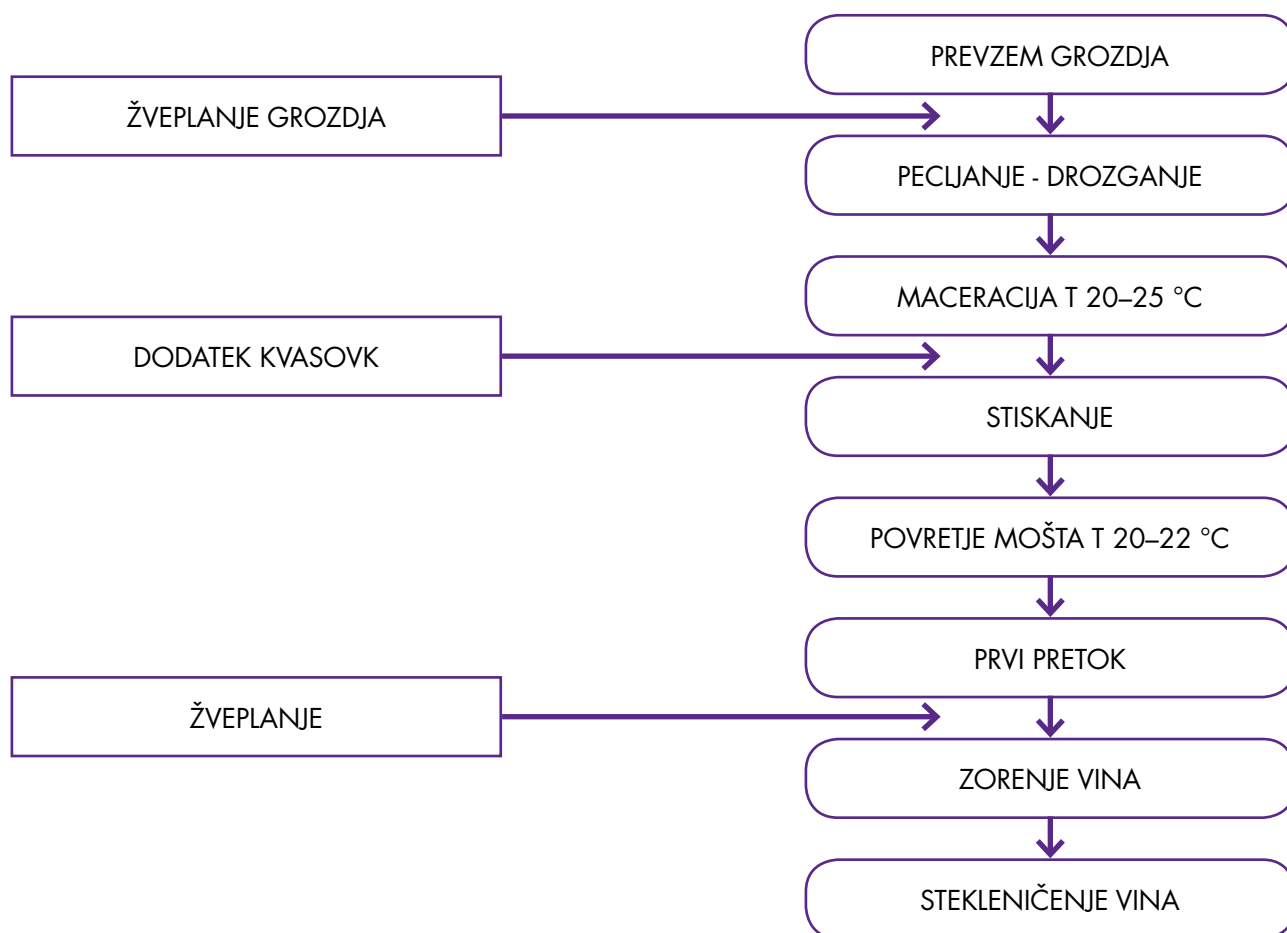 PREVZEM GROZDJA
ŽVEPLANJE GROZDJA
PECLJANJE - DROZGANJE
MACERACIJA T 20–25 °C
DODATEK KVASOVK
STISKANJE
POVRETJE MOŠTA T 20–22 °C
PRVI PRETOK
ŽVEPLANJE
ZORENJE VINA
STEKLENIČENJE VINA